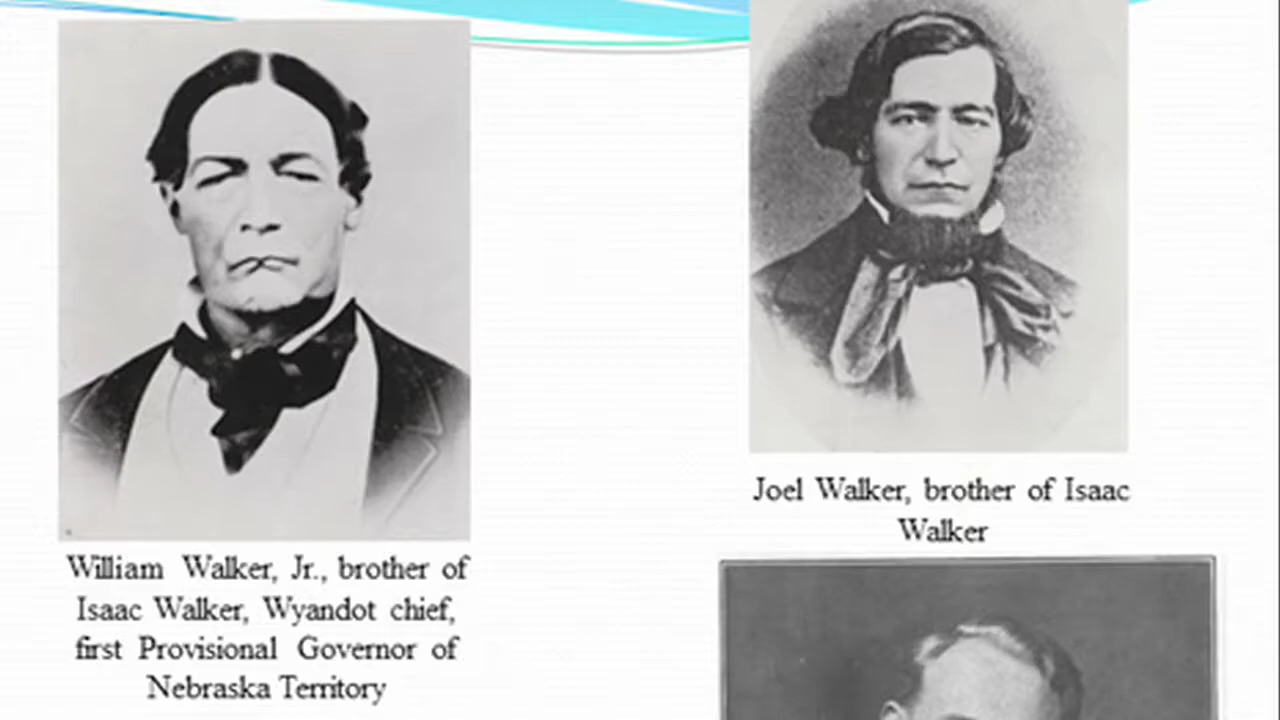 William Walker, Jr., brother of
Isaac Walker, Wyandot chief,
first Provisional Governor of
Nebraska Territory
Joel Walker, brother of Isaac
Walker